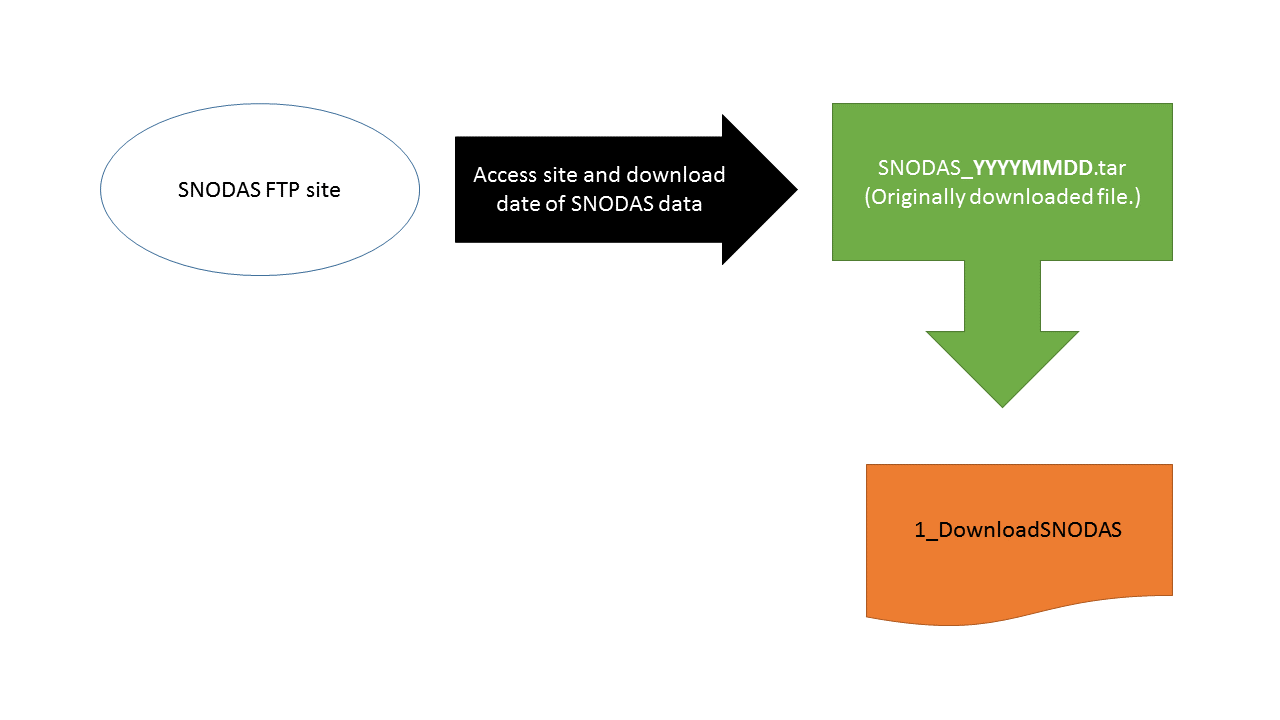 SNODAS FTP site
Access site and download
date of SNODAS data
SNODAS_YYYYMMDD.tar
(Originally downloaded file.)
1_DownloadSNODAS